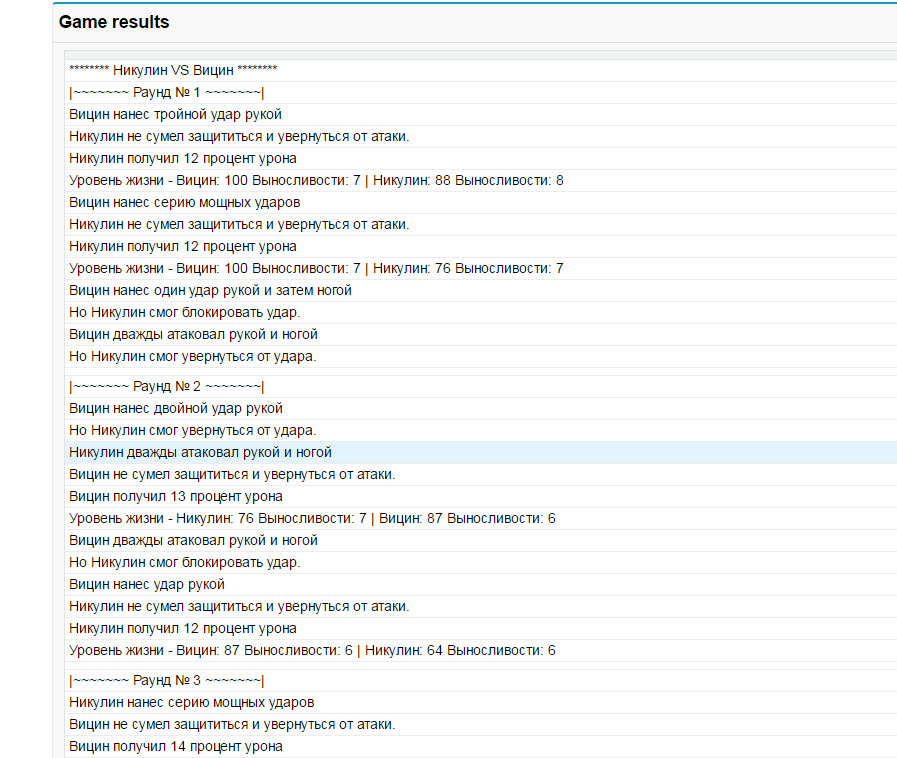 Game results
******** Никулин VS Вицин ********
|~~~~~~~ Раунд № 1 ~~~~~~~|
Вицин нанес тройной удар рукой
Никулин не сумел защититься и увернуться от атаки.
Никулин получил 12 процент урона
Уровень жизни - Вицин: 100 Выносливости: 7 | Никулин: 88 Выносливости: 8
Вицин нанес серию мощных ударов
Никулин не сумел защититься и увернуться от атаки.
Никулин получил 12 процент урона
Уровень жизни - Вицин: 100 Выносливости: 7 | Никулин: 76 Выносливости: 7
Вицин нанес один удар рукой и затем ногой
Но Никулин смог блокировать удар.
Вицин дважды атаковал рукой и ногой
Но Никулин смог увернуться от удара.
|~~~~~~~ Раунд № 2 ~~~~~~~|
Вицин нанес двойной удар рукой
Но Никулин смог увернуться от удара.
Никулин дважды атаковал рукой и ногой
Вицин не сумел защититься и увернуться от атаки.
Вицин получил 13 процент урона
Уровень жизни - Никулин: 76 Выносливости: 7 | Вицин: 87 Выносливости: 6
Вицин дважды атаковал рукой и ногой
Но Никулин смог блокировать удар.
Вицин нанес удар рукой
Никулин не сумел защититься и увернуться от атаки.
Никулин получил 12 процент урона
Уровень жизни - Вицин: 87 Выносливости: 6 | Никулин: 64 Выносливости: 6
|~~~~~~~ Раунд № 3 ~~~~~~~|
Никулин нанес серию мощных ударов
Вицин не сумел защититься и увернуться от атаки.
Вицин получил 14 процент урона